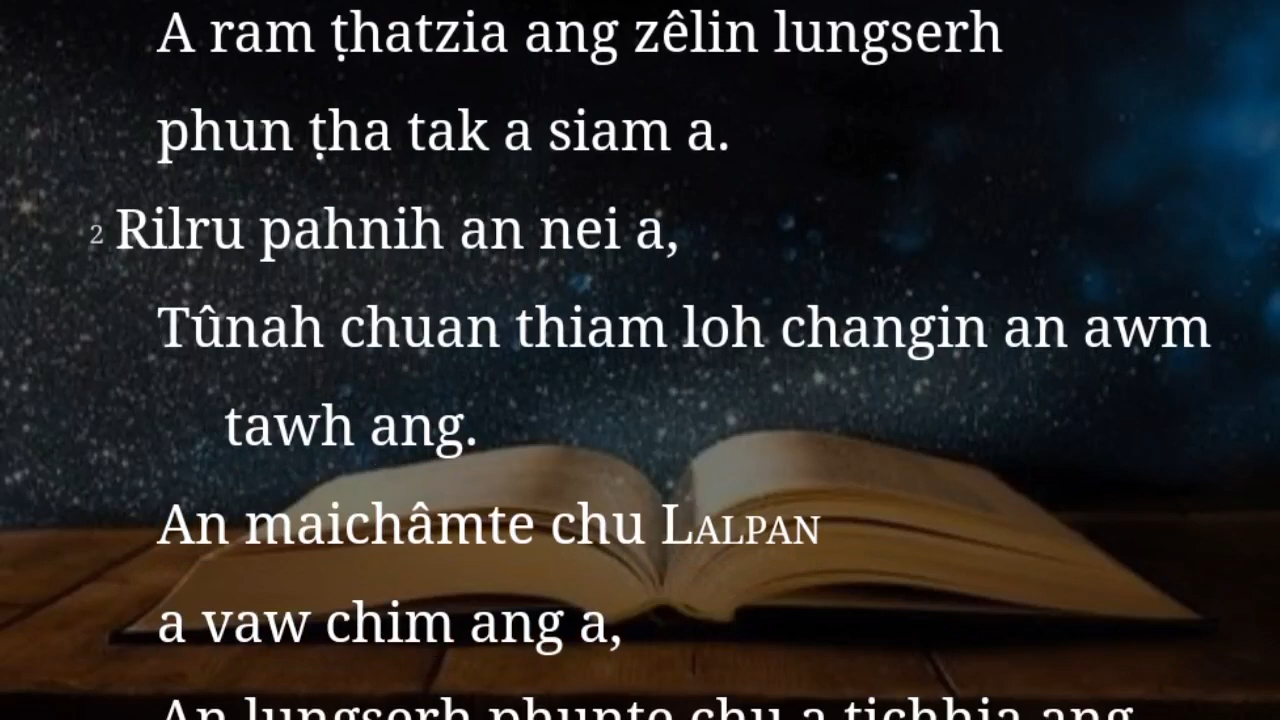 A ram ṭhatzia ang zêlin lungserh
phun ṭha tak a siam a.
2 Rilru pahnih an nei a,
Tûnah chuan thiam loh changin an awm
tawh ang.
An maichâmte chu LALPAN
a vaw chim ang a,
An lungserh phunte chu a tichhia ang